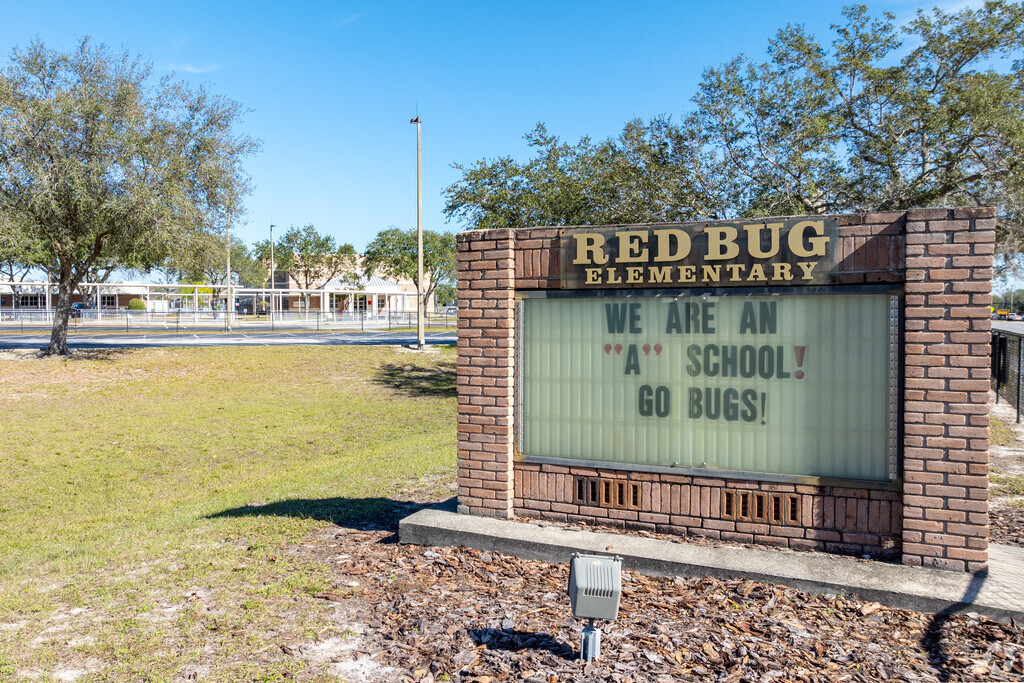 RED BUG
ELEMENTARY
WE ARE AN
"A" SCHOOL!
GO BUGS!